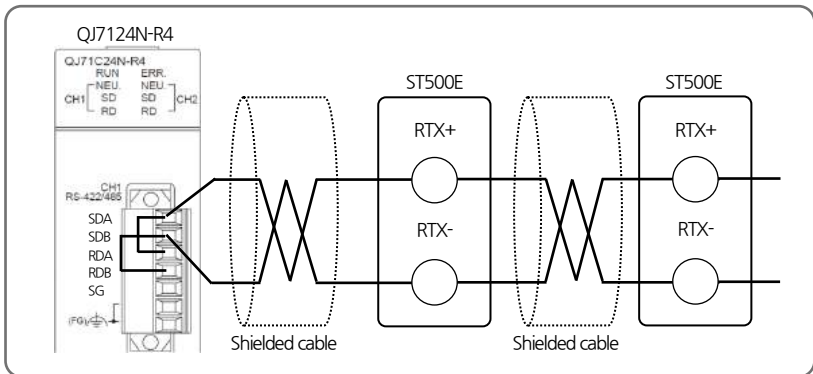 QJ7124N-R4
QJ71C24N-R4
RUN ERR.
NEU. NEU.
CH1 SD SD CH2
RD RD
CH1
RS-422/485
SDA
SDB
RDA
RDB
SG
(FG)
Shielded cable
ST500E
RTX+
RTX-
Shielded cable
ST500E
RTX+
RTX-